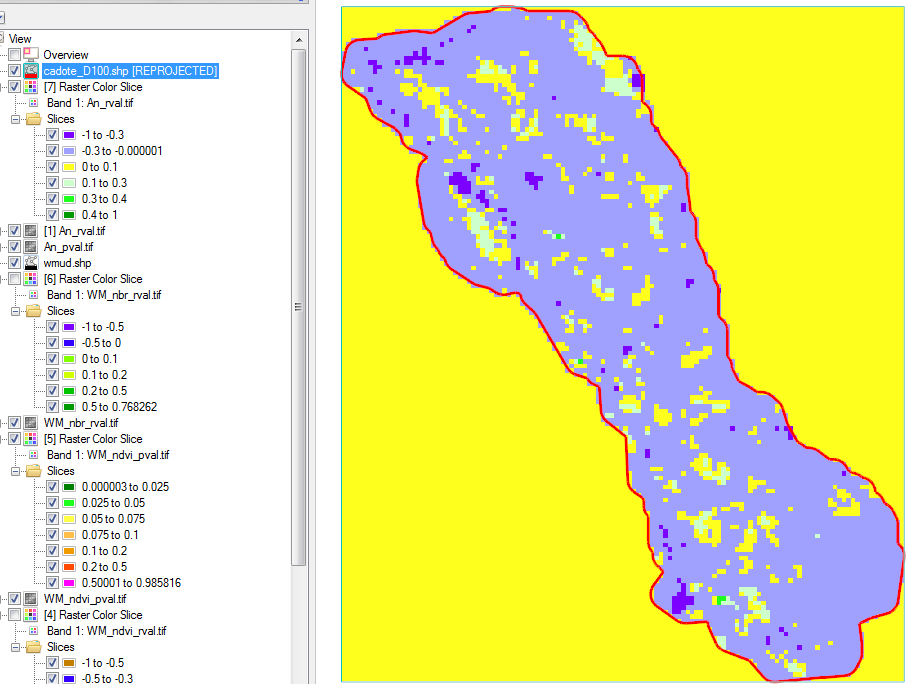 View
Overview
cadote_D100.shp [REPROJECTED]
[7] Raster Color Slice
Band 1: An_rval.tif
Slices
-1 to -0.3
-0.3 to -0.000001
0 to 0.1
0.1 to 0.3
0.3 to 0.4
0.4 to 1
[1] An_rval.tif
An_pval.tif
wmud.shp
[6] Raster Color Slice
Band 1: WM_nbr_rval.tif
Slices
-1 to -0.5
-0.5 to 0
0 to 0.1
0.1 to 0.2
0.2 to 0.5
0.5 to 0.768262
WM_nbr_rval.tif
[5] Raster Color Slice
Band 1: WM_ndvi_pval.tif
Slices
0.000003 to 0.025
0.025 to 0.05
0.05 to 0.075
0.075 to 0.1
0.1 to 0.2
0.2 to 0.5
0.50001 to 0.985816
WM_ndvi_pval.tif
[4] Raster Color Slice
Band 1: WM_ndvi_rval.tif
Slices
-1 to -0.5
-0.5 to -0.3